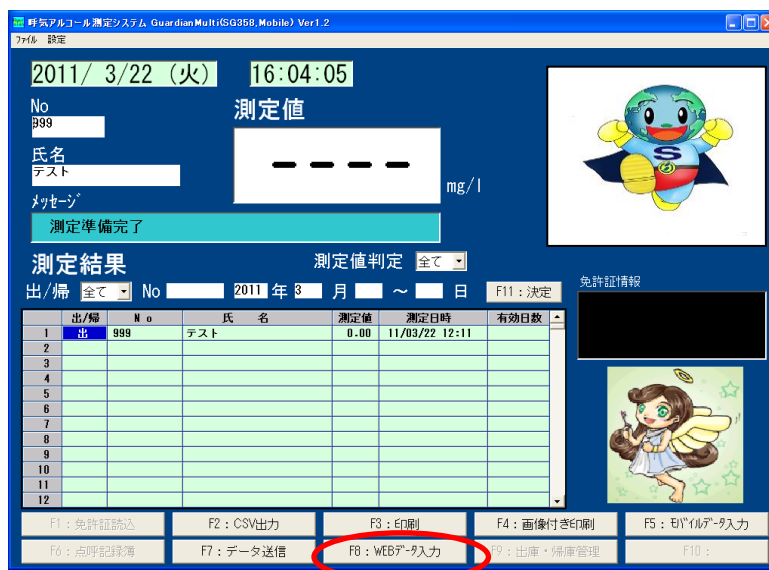 呼気アルコール測定システム GuardianMulti(SG358,Mobile) Ver1.2
ファイル 設定
2011/ 3/22 (火) 16:04:05
No
999
測定値
氏名
テスト
ーーーー
mg/l
メッセージ
測定準備完了
S
測定結果 測定値判定 全て
出/帰 全て No 2011 年 3 月 ～ 日 F11：決定
免許証情報
出/帰 No 氏 名 測定値 測定日時 有効日数
1 出 999 テスト 0.00 11/03/22 12:11
2
3
4
5
6
7
8
9
10
11
12
F1：免許証読込 F2：CSV出力 F3：印刷 F4：画像付き印刷 F5：モバイルデータ入力
F6：点呼記録簿 F7：データ送信 F8：WEBデータ入力 F9：出庫・帰庫管理 F10：